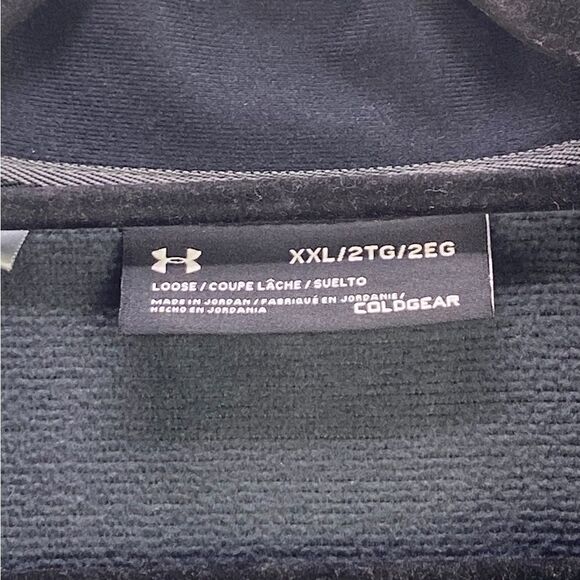 XXL/2TG/2EG
LOOSE / COUPE LÂCHE / SUELTO
MADE IN JORDAN / FABRIQUÉ EN JORDANIE /
HECHO EN JORDANIA
COLDGEAR